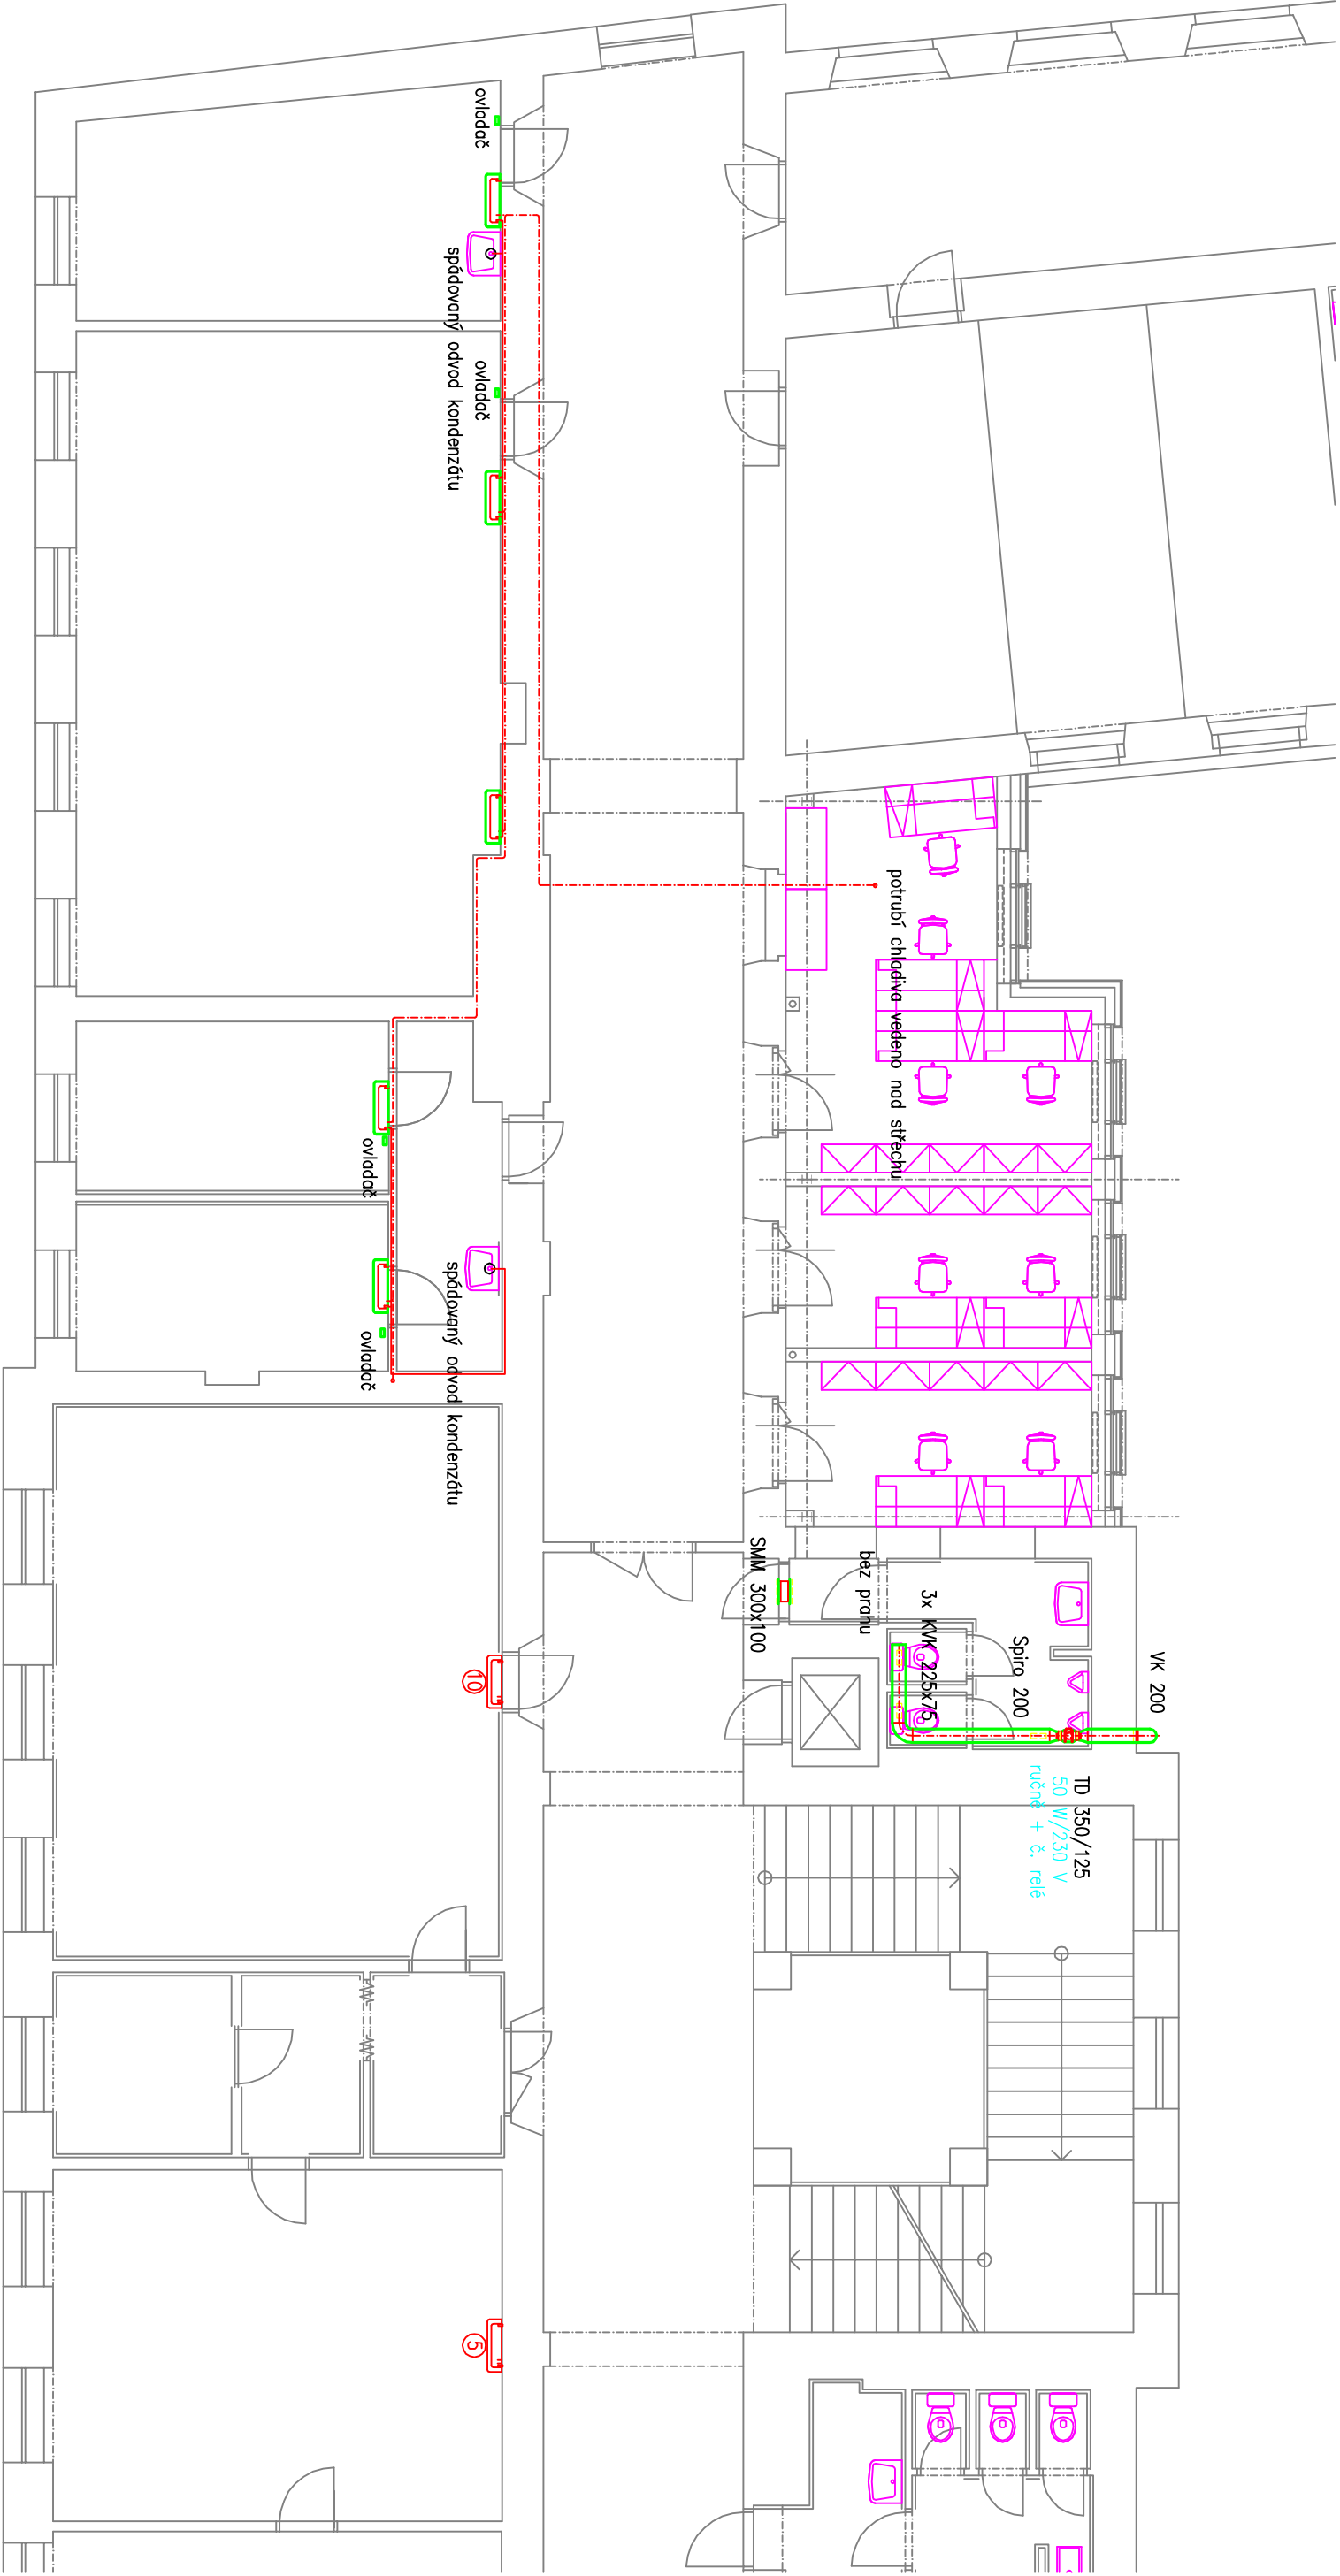 ovladač
spádovaný odvod kondenzátu
ovladač
potrubí chladiva vedeno nad střechu
ovladač
spádovaný odvod kondenzátu
ovladač
SMM 300x100
bez prahu
3x KVK 225x75
Spiro 200
VK 200
TD 350/125
50 W/230 V
ručně + č. relé
10
5